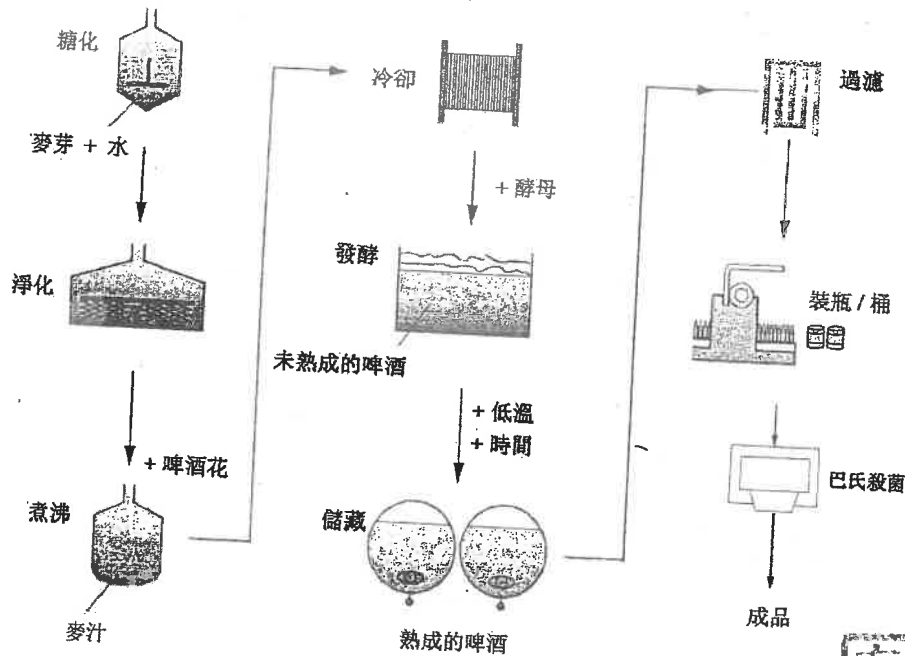 糖化
麥芽 + 水
淨化
+ 啤酒花
煮沸
麥汁
冷卻
+ 酵母
發酵
未熟成的啤酒
+ 低溫
+ 時間
儲藏
熟成的啤酒
過濾
裝瓶 / 桶
巴氏殺菌
成品